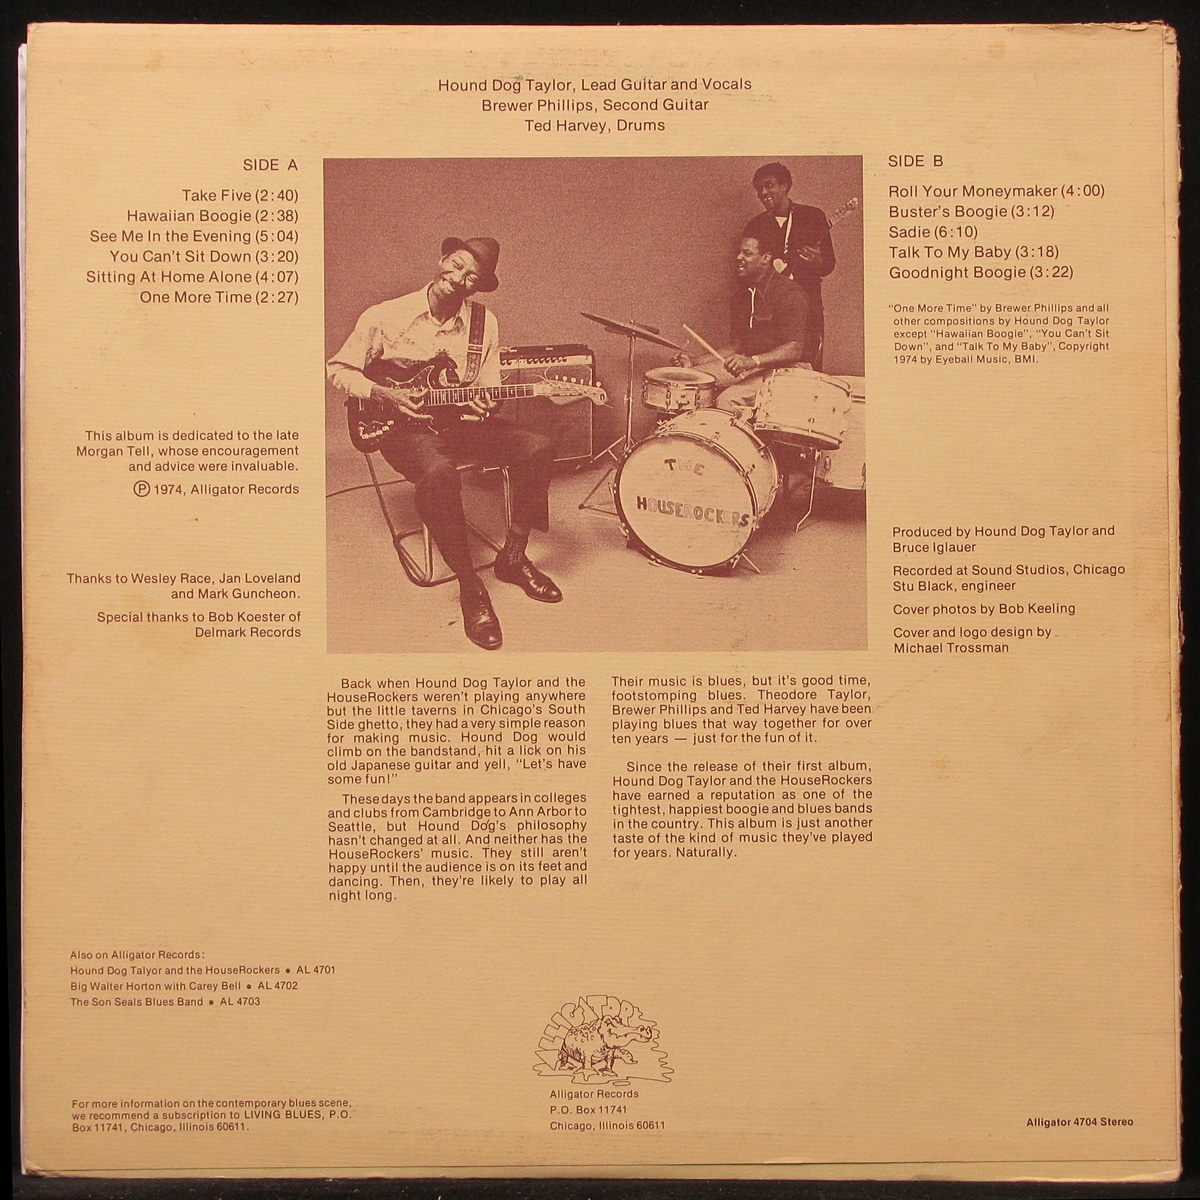 Hound Dog Taylor, Lead Guitar and Vocals
Brewer Phillips, Second Guitar
Ted Harvey, Drums
SIDE A
Take Five (2:40)
Hawaiian Boogie (2:38)
See Me In the Evening (5:04)
You Can't Sit Down (3:20)
Sitting At Home Alone (4:07)
One More Time (2:27)
This album is dedicated to the late
Morgan Tell, whose encouragement
and advice were invaluable.
Ⓟ 1974, Alligator Records
Thanks to Wesley Race, Jan Loveland
and Mark Guncheon.
Special thanks to Bob Koester of
Delmark Records
THE
HOUSEROCKERS
SIDE B
Roll Your Moneymaker (4:00)
Buster's Boogie (3:12)
Sadie (6:10)
Talk To My Baby (3:18)
Goodnight Boogie (3:22)
"One More Time" by Brewer Phillips and all
other compositions by Hound Dog Taylor
except "Hawaiian Boogie", "You Can't Sit
Down", and "Talk To My Baby", Copyright
1974 by Eyeball Music, BMI.
Produced by Hound Dog Taylor and
Bruce Iglauer
Recorded at Sound Studios, Chicago
Stu Black, engineer
Cover photos by Bob Keeling
Cover and logo design by
Michael Trossman
Back when Hound Dog Taylor and the
HouseRockers weren't playing anywhere
but the little taverns in Chicago's South
Side ghetto, they had a very simple reason
for making music. Hound Dog would
climb on the bandstand, hit a lick on his
old Japanese guitar and yell, "Let's have
some fun!"
These days the band appears in colleges
and clubs from Cambridge to Ann Arbor to
Seattle, but Hound Dog's philosophy
hasn't changed at all. And neither has the
HouseRockers' music. They still aren't
happy until the audience is on its feet and
dancing. Then, they're likely to play all
night long.
Their music is blues, but it's good time,
footstomping blues. Theodore Taylor,
Brewer Phillips and Ted Harvey have been
playing blues that way together for over
ten years — just for the fun of it.
Since the release of their first album,
Hound Dog Taylor and the HouseRockers
have earned a reputation as one of the
tightest, happiest boogie and blues bands
in the country. This album is just another
taste of the kind of music they've played
for years. Naturally.
Also on Alligator Records:
Hound Dog Talyor and the HouseRockers • AL 4701
Big Walter Horton with Carey Bell • AL 4702
The Son Seals Blues Band • AL 4703
For more information on the contemporary blues scene,
we recommend a subscription to LIVING BLUES, P.O.
Box 11741, Chicago, Illinois 60611.
ALLIGATOR
Alligator Records
P.O. Box 11741
Chicago, Illinois 60611
Alligator 4704 Stereo